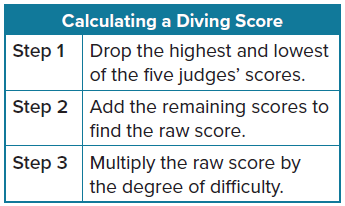 Calculating a Diving Score
Step 1 Drop the highest and lowest
of the five judges’ scores.
Step 2 Add the remaining scores to
find the raw score.
Step 3 Multiply the raw score by
the degree of difficulty.